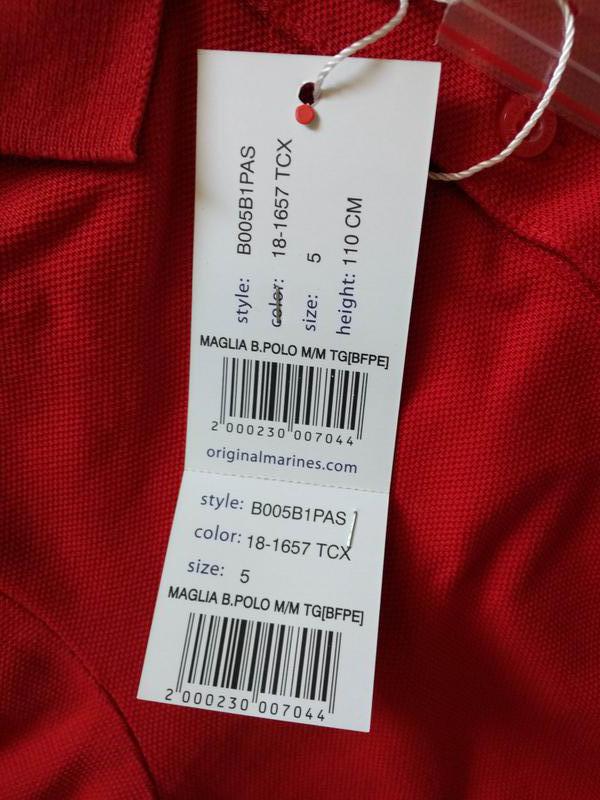 style: B005B1PAS
color: 18-1657 TCX
size: 5
height: 110 CM
MAGLIA B.POLO M/M TG[BFPE]
2 000230 007044
originalmarines.com
style: B005B1PAS
color: 18-1657 TCX
size: 5
MAGLIA B.POLO M/M TG[BFPE]
2 000230 007044